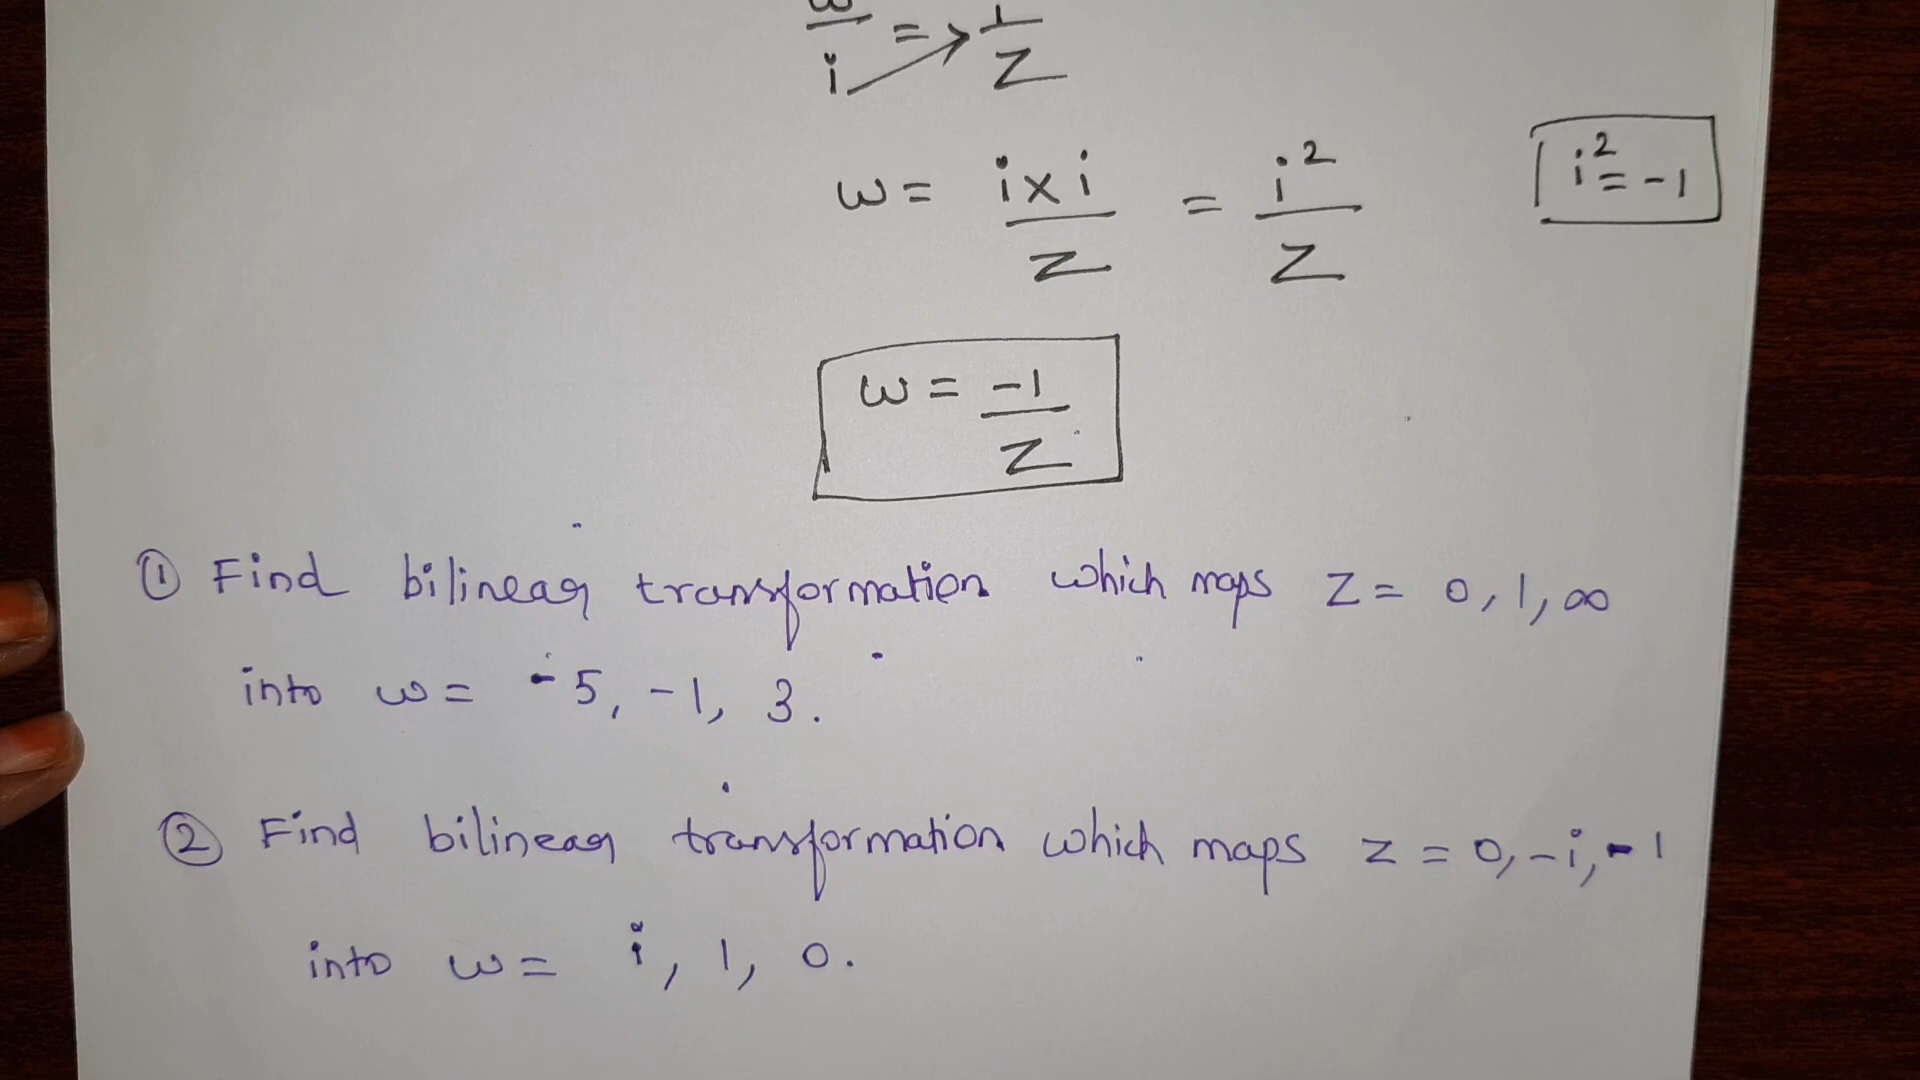 ω/i = 1/z
ω = i×i/z = i²/z
i² = -1
ω = -1/z
① Find bilinear transformation which maps z = 0, 1, ∞
into ω = -5, -1, 3.
② Find bilinear transformation which maps z = 0, -i, -1
into ω = i, 1, 0.